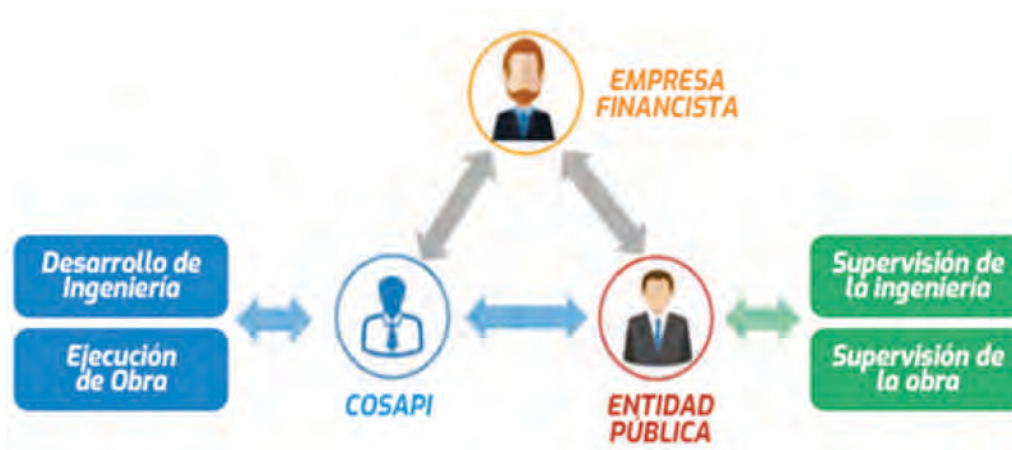 EMPRESA
FINANCISTA
Desarrollo de
Ingeniería
Ejecución
de Obra
COSAPI
ENTIDAD
PÚBLICA
Supervisión de
la ingeniería
Supervisión de
la obra